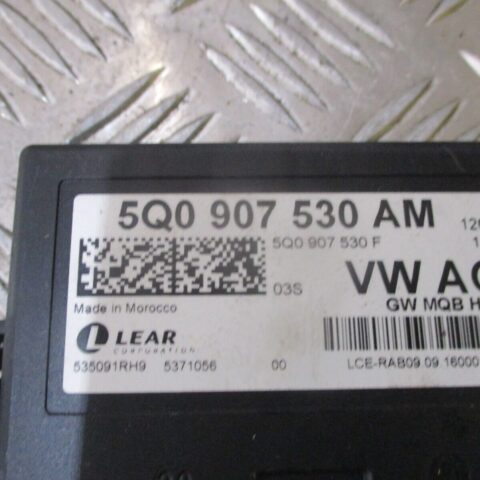 5Q0 907 530 AM
5Q0 907 530 F
03S
VW AG
Made in Morocco
GW MQB H
LEAR
CORPORATION
535091RH9 5371056 00 LCE-RAB09 09.16000